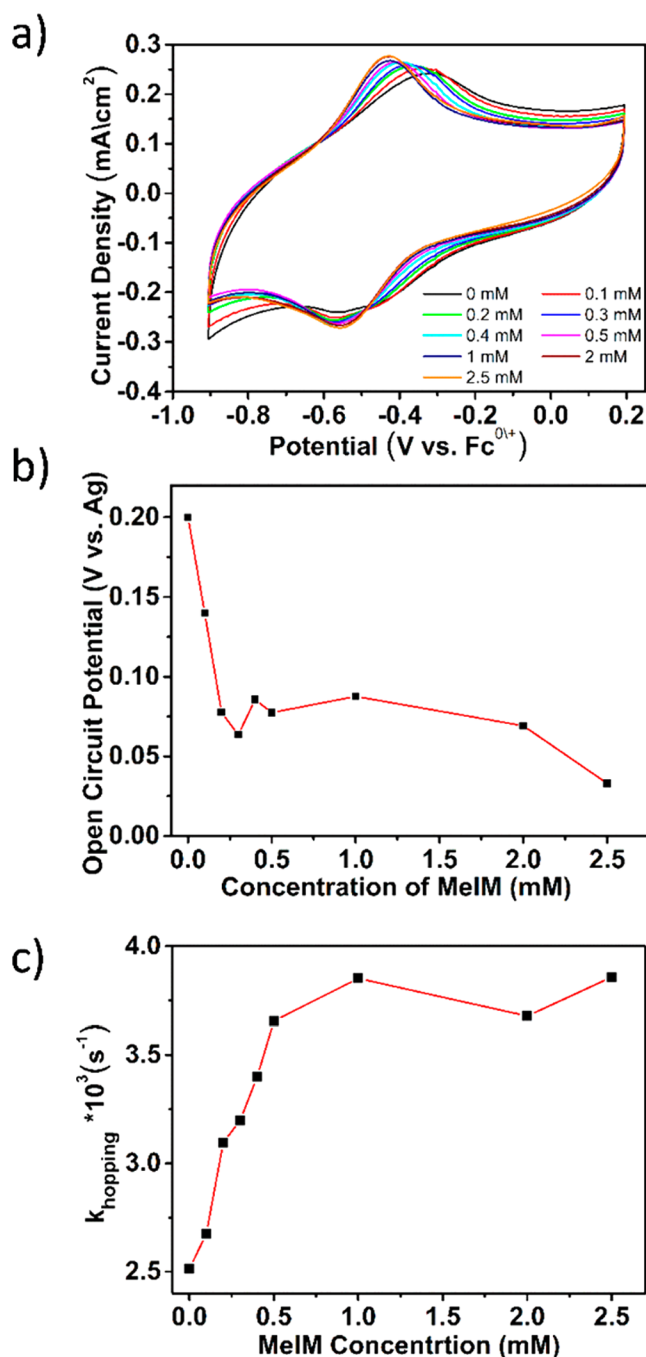 a)
0.3
0.2
0.1
0.0
-0.1
-0.2
-0.3
-0.4
Current Density (mA\cm²)
0 mM 0.1 mM
0.2 mM 0.3 mM
0.4 mM 0.5 mM
1 mM 2 mM
2.5 mM
-1.0 -0.8 -0.6 -0.4 -0.2 0.0 0.2
Potential (V vs. Fc⁰\⁺)
b)
0.20
0.15
0.10
0.05
0.00
Open Circuit Potential (V vs. Ag)
0.0 0.5 1.0 1.5 2.0 2.5
Concentration of MeIM (mM)
c)
4.0
3.5
3.0
2.5
k hopping *10³(s⁻¹)
0.0 0.5 1.0 1.5 2.0 2.5
MeIM Concentrtion (mM)